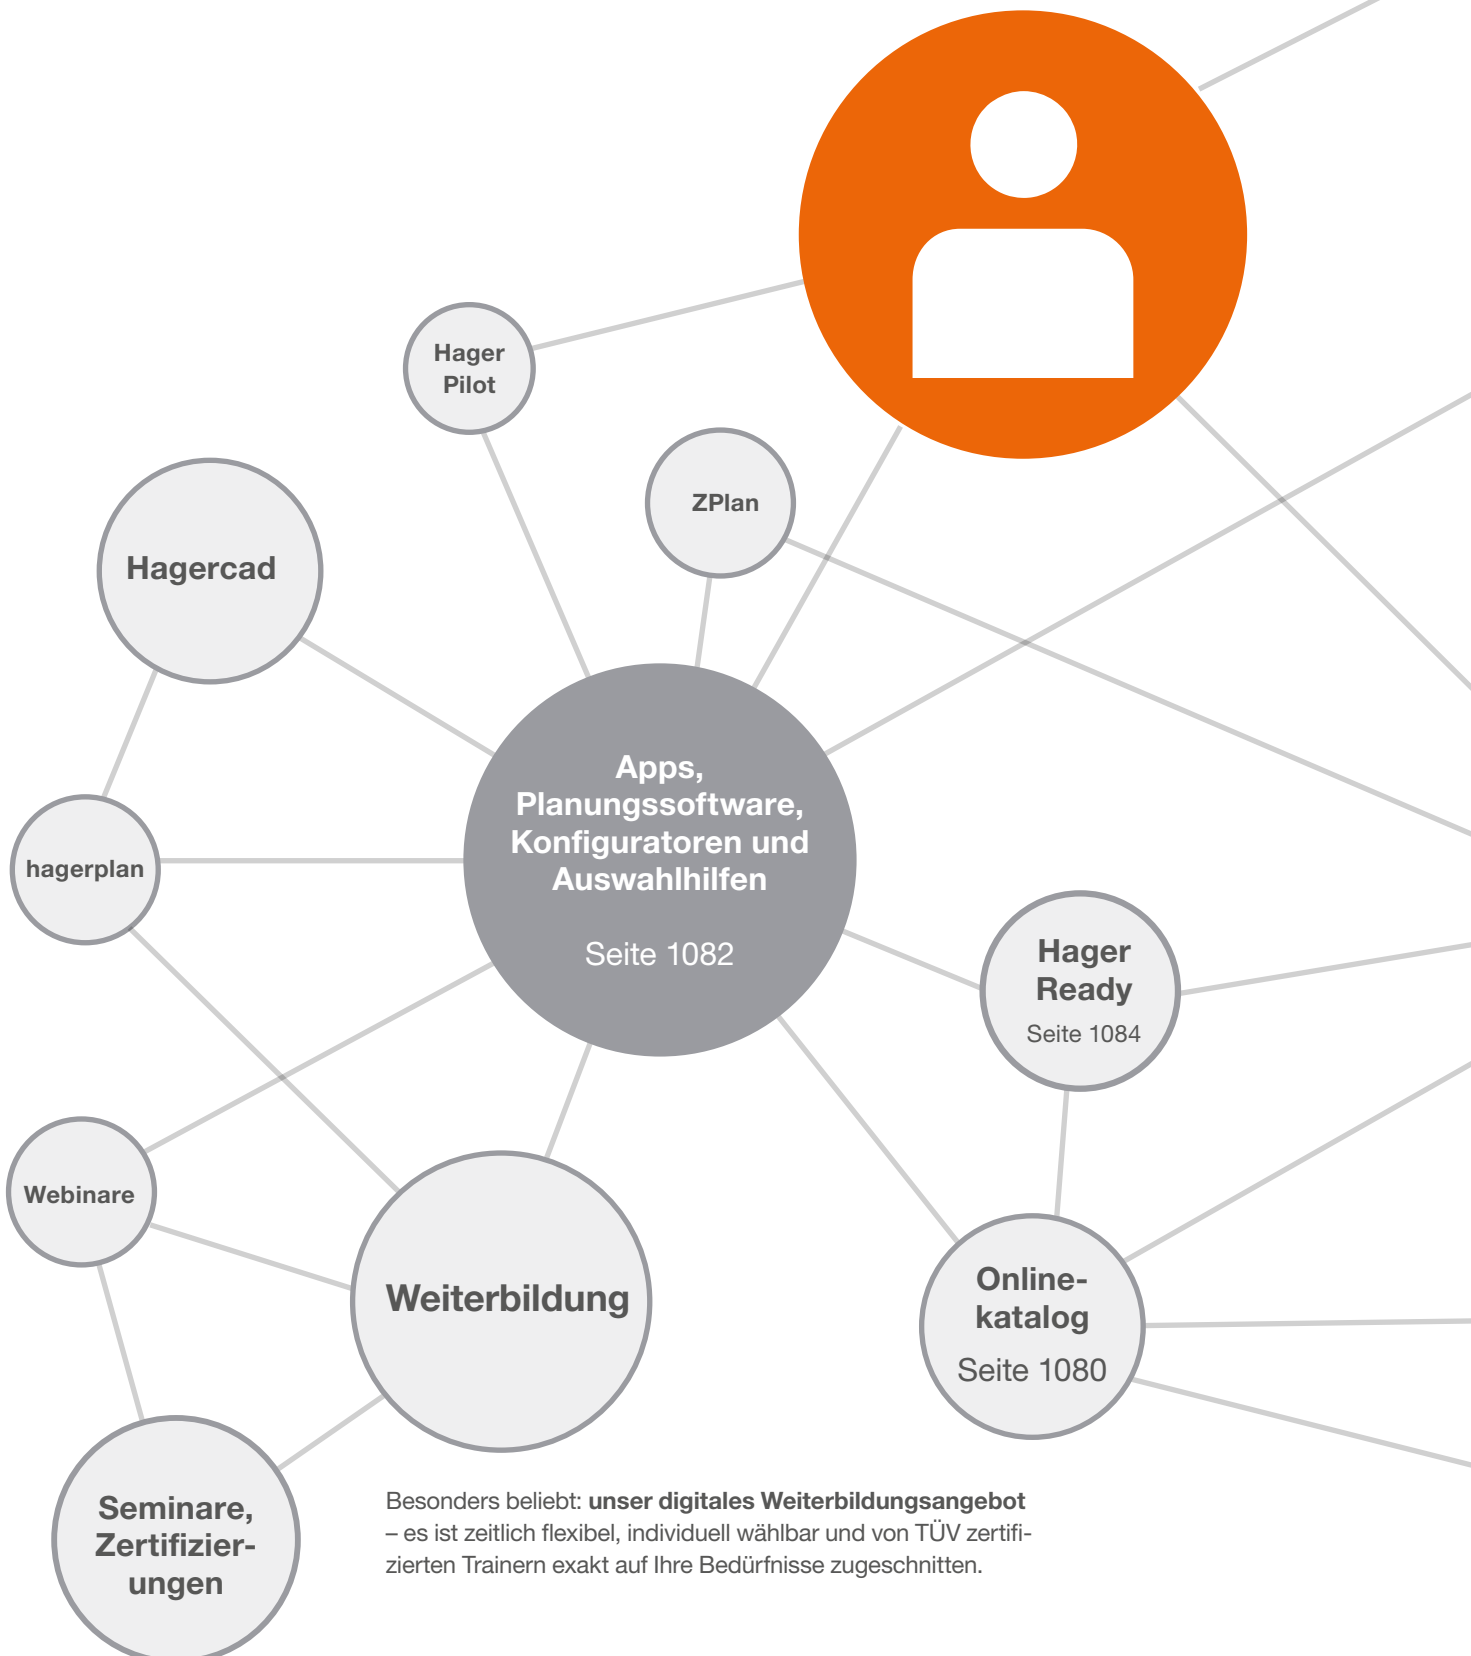 Hager
Pilot
ZPlan
Hagercad
Apps,
Planungssoftware,
Konfiguratoren und
Auswahlhilfen
Seite 1082
hagerplan
Hager
Ready
Seite 1084
Webinare
Weiterbildung
Online-
katalog
Seite 1080
Seminare,
Zertifizier-
ungen
Besonders beliebt: unser digitales Weiterbildungsangebot
– es ist zeitlich flexibel, individuell wählbar und von TÜV zertifi-
zierten Trainern exakt auf Ihre Bedürfnisse zugeschnitten.